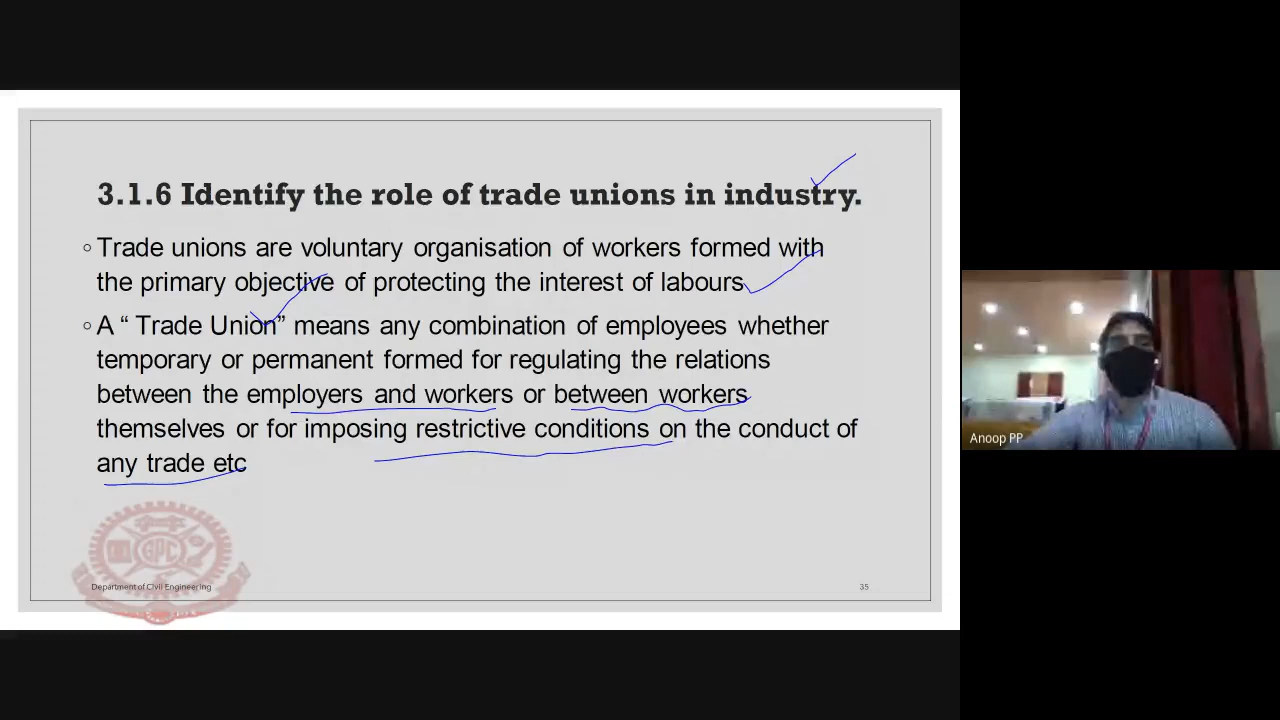 3.1.6 Identify the role of trade unions in industry.
◦ Trade unions are voluntary organisation of workers formed with
the primary objective of protecting the interest of labours
◦ A “ Trade Union” means any combination of employees whether
temporary or permanent formed for regulating the relations
between the employers and workers or between workers
themselves or for imposing restrictive conditions on the conduct of
any trade etc
GPC
Department of Civil Engineering
35
Anoop PP